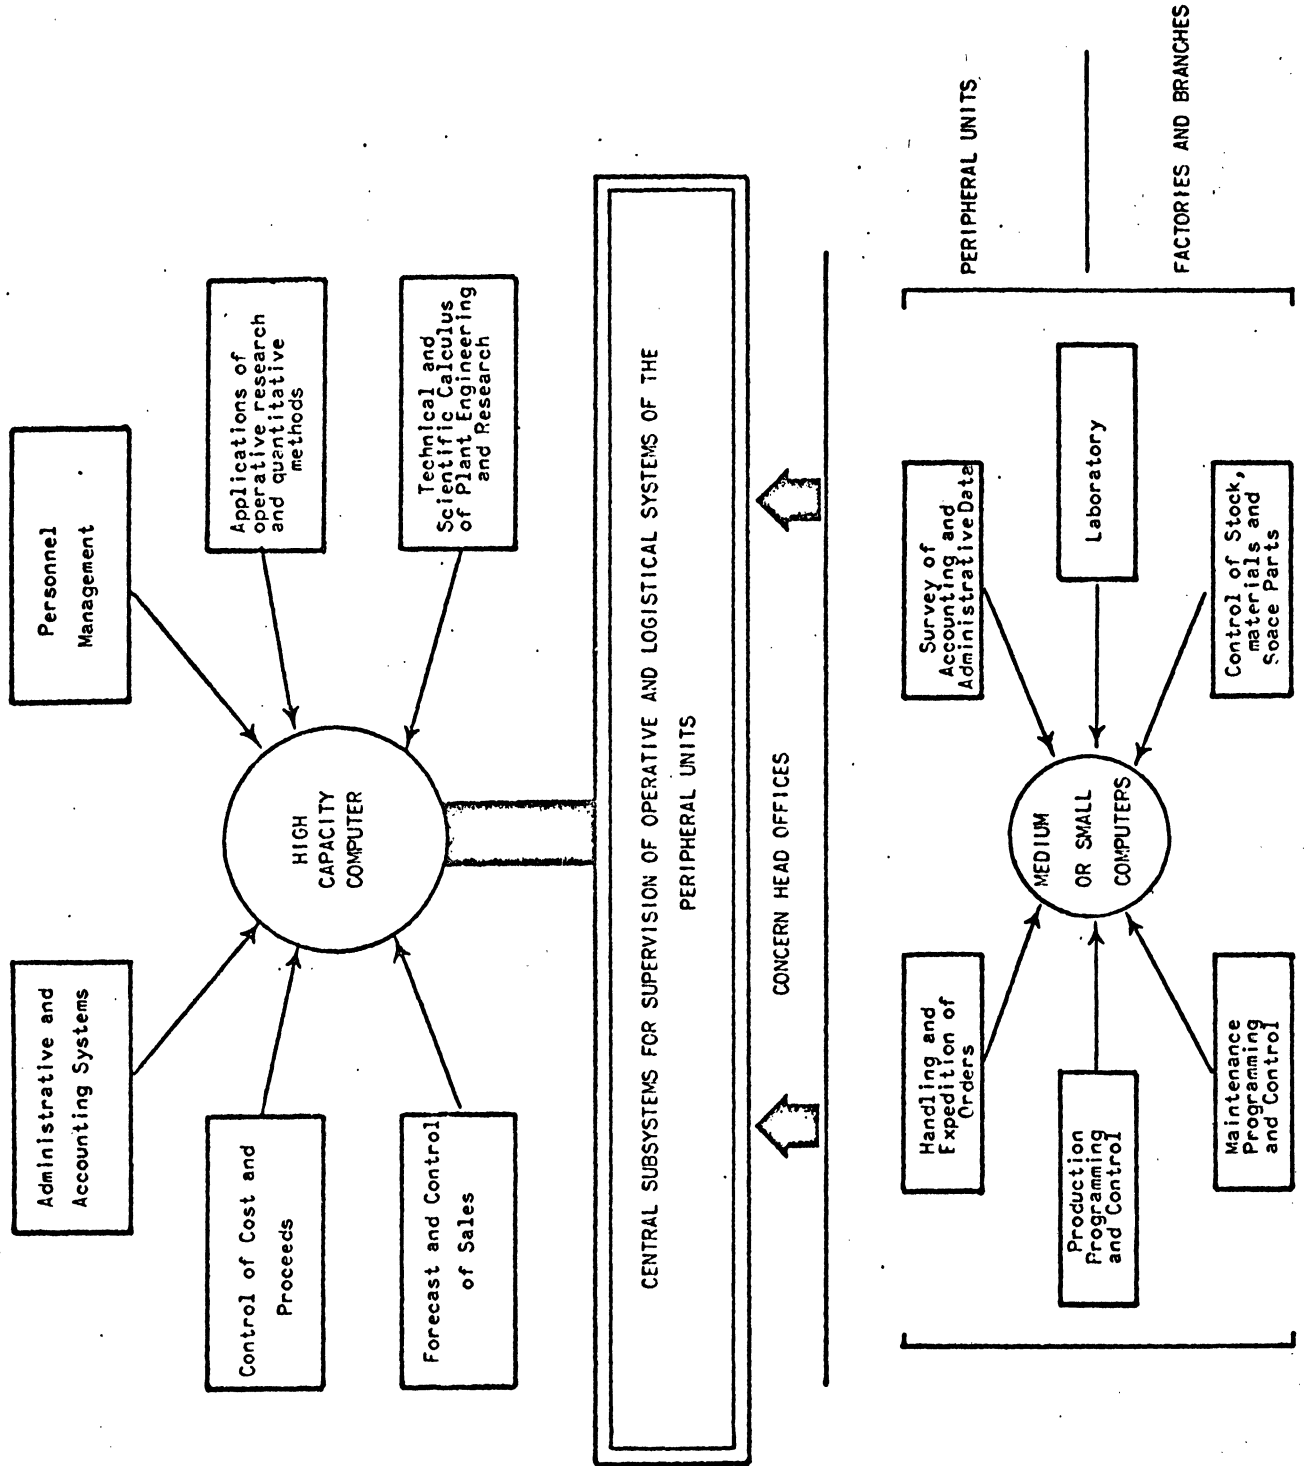 Administrative and
Accounting Systems
Personnel
Management
Control of Cost and
Proceeds
Applications of
operative research
and quantitative
methods
Forecast and Control
of Sales
Technical and
Scientific Calculus
of Plant Engineering
and Research
HIGH
CAPACITY
COMPUTER
CENTRAL SUBSYSTEMS FOR SUPERVISION OF OPERATIVE AND LOGISTICAL SYSTEMS OF THE
PERIPHERAL UNITS
CONCERN HEAD OFFICES
Handling and
Expedition of
Orders
Survey of
Accounting and
Administrative Data
PERIPHERAL UNITS
Production
Programming
and Control
MEDIUM
OR SMALL
COMPUTERS
Laboratory
Maintenance
Programming
and Control
Control of Stock,
materials and
Soace Parts
FACTORIES AND BRANCHES